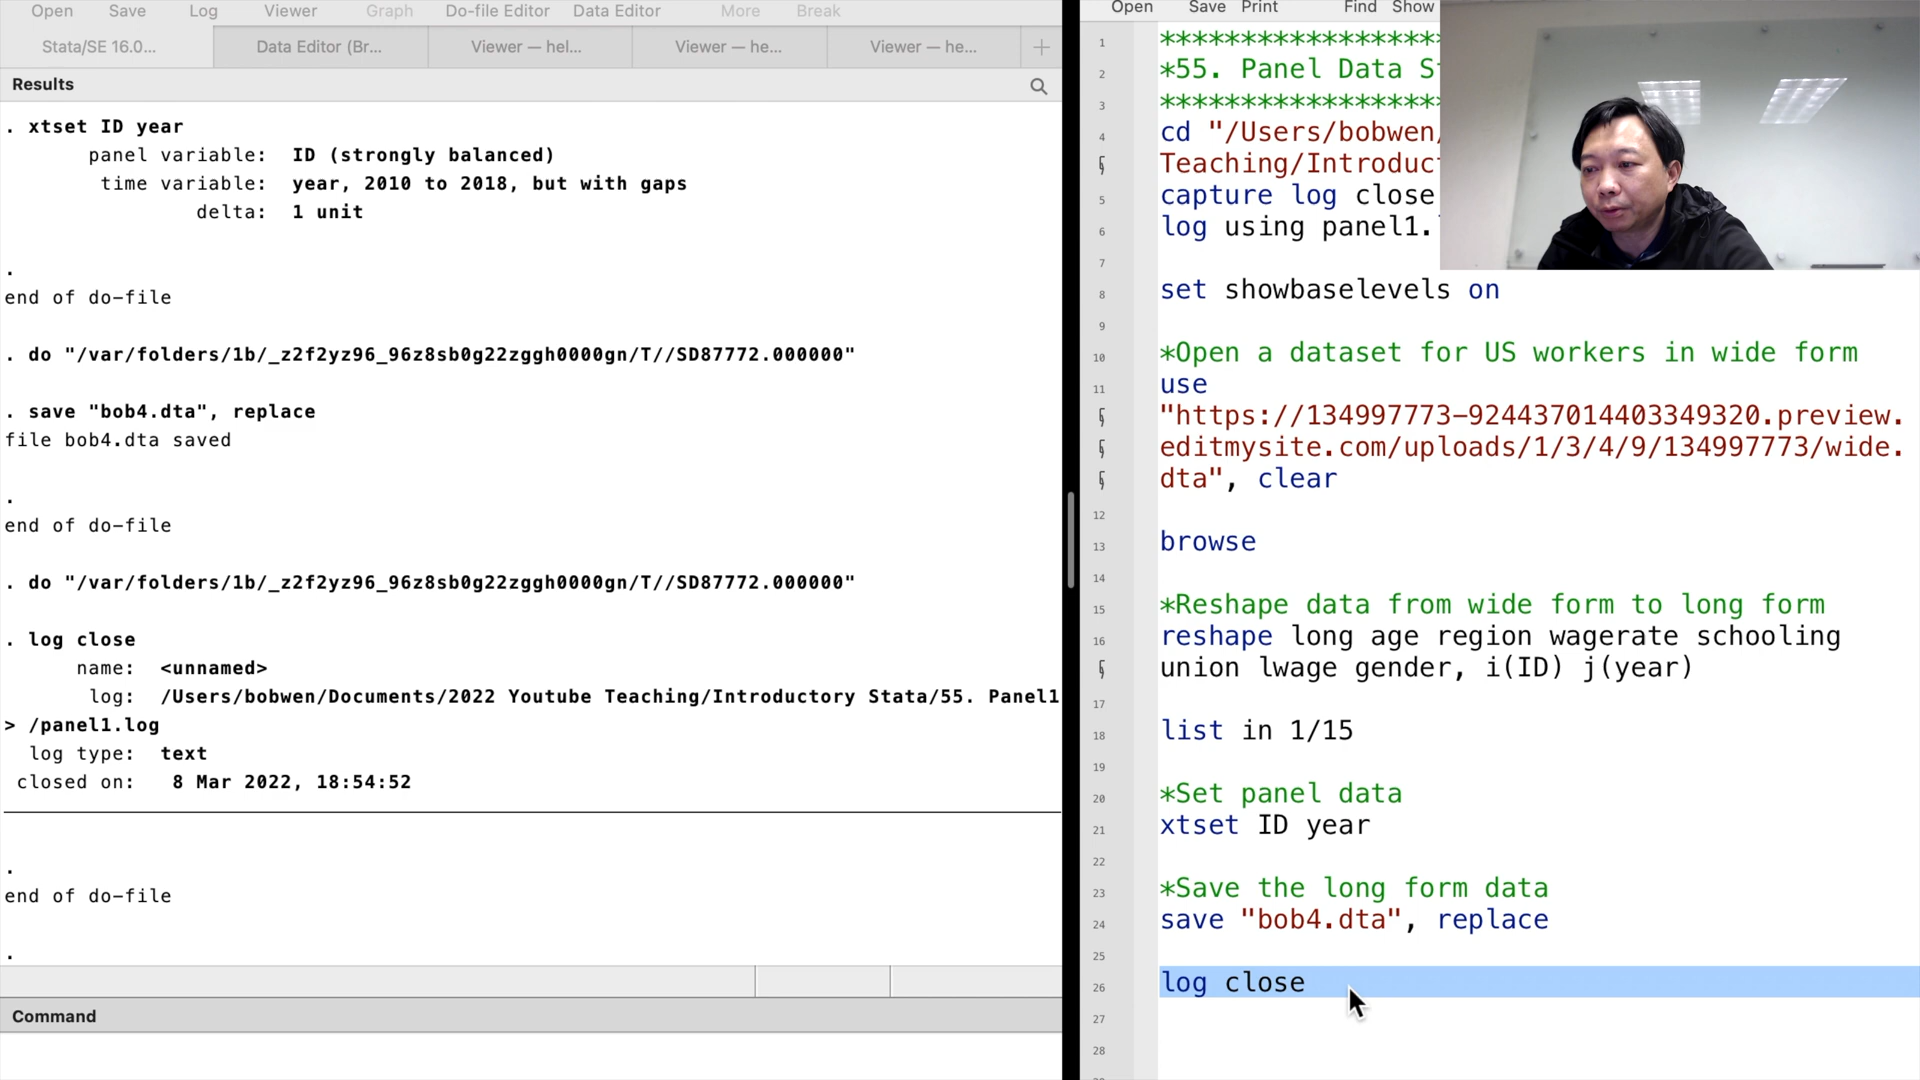 Open Save Log Viewer Graph Do-file Editor Data Editor More Break
Stata/SE 16.0... Data Editor (Br... Viewer — hel... Viewer — he... Viewer — he...
Results
. xtset ID year
panel variable: ID (strongly balanced)
time variable: year, 2010 to 2018, but with gaps
delta: 1 unit
.
end of do-file
. do "/var/folders/1b/_z2f2yz96_96z8sb0g22zggh0000gn/T//SD87772.000000"
. save "bob4.dta", replace
file bob4.dta saved
.
end of do-file
. do "/var/folders/1b/_z2f2yz96_96z8sb0g22zggh0000gn/T//SD87772.000000"
. log close
name: <unnamed>
log: /Users/bobwen/Documents/2022 Youtube Teaching/Introductory Stata/55. Panel1
> /panel1.log
log type: text
closed on: 8 Mar 2022, 18:54:52
.
end of do-file
.
Command
Open Save Print Find Show
1 *****************
2 *55. Panel Data S
3 *****************
4 cd "/Users/bobwen/
Teaching/Introduc
5 capture log close
6 log using panel1.
7
8 set showbaselevels on
9
10 *Open a dataset for US workers in wide form
11 use
"https://134997773-924437014403349320.preview.
editmysite.com/uploads/1/3/4/9/134997773/wide.
dta", clear
12
13 browse
14
15 *Reshape data from wide form to long form
16 reshape long age region wagerate schooling
union lwage gender, i(ID) j(year)
17
18 list in 1/15
19
20 *Set panel data
21 xtset ID year
22
23 *Save the long form data
24 save "bob4.dta", replace
25
26 log close
27
28